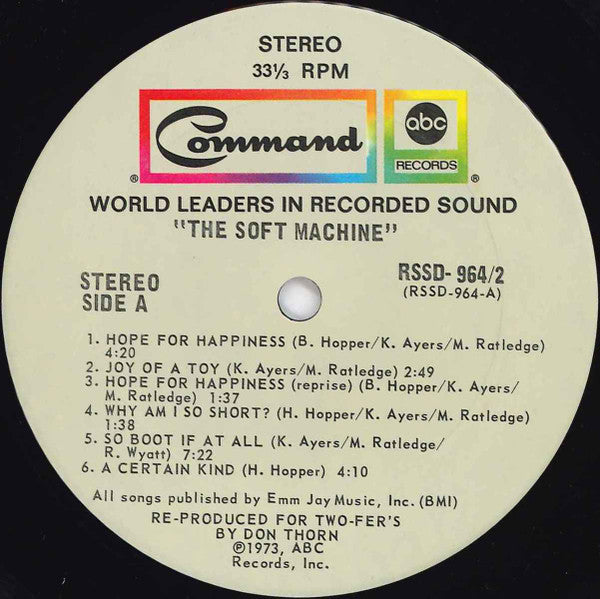 STEREO
33⅓ RPM
Command
abc
RECORDS
® ®
WORLD LEADERS IN RECORDED SOUND
"THE SOFT MACHINE"
STEREO
SIDE A
RSSD-964/2
(RSSD-964-A)
1. HOPE FOR HAPPINESS (B. Hopper/K. Ayers/M. Ratledge)
4:20
2. JOY OF A TOY (K. Ayers/M. Ratledge) 2:49
3. HOPE FOR HAPPINESS (reprise) (B. Hopper/K. Ayers/
M. Ratledge) 1:37
4. WHY AM I SO SHORT? (H. Hopper/K. Ayers/M. Ratledge)
1:38
5. SO BOOT IF AT ALL (K. Ayers/M. Ratledge/
R. Wyatt) 7:22
6. A CERTAIN KIND (H. Hopper) 4:10
All songs published by Emm Jay Music, Inc. (BMI)
RE-PRODUCED FOR TWO-FER'S
BY DON THORN
℗1973, ABC
Records, Inc.